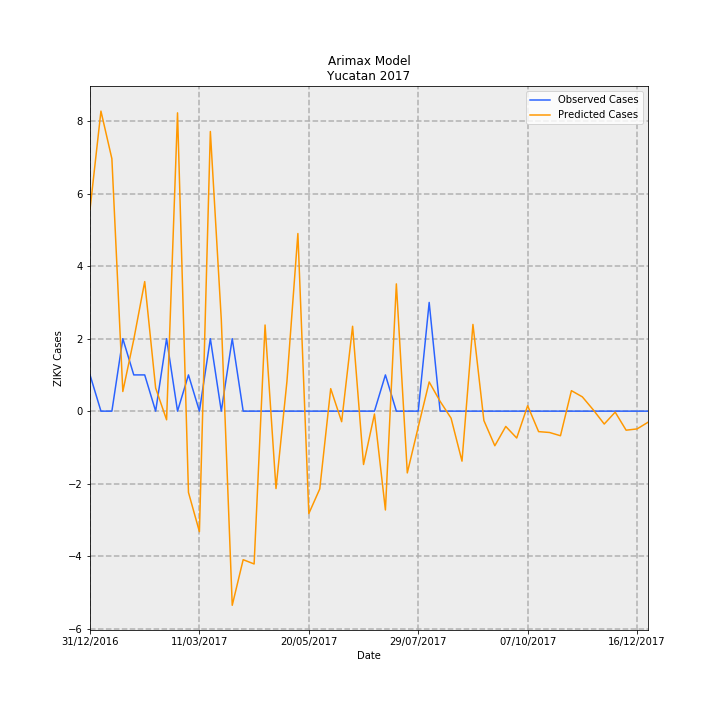 Arimax Model
Yucatan 2017
Observed Cases
Predicted Cases
8
6
4
2
0
−2
−4
−6
ZIKV Cases
31/12/2016 11/03/2017 20/05/2017 29/07/2017 07/10/2017 16/12/2017
Date